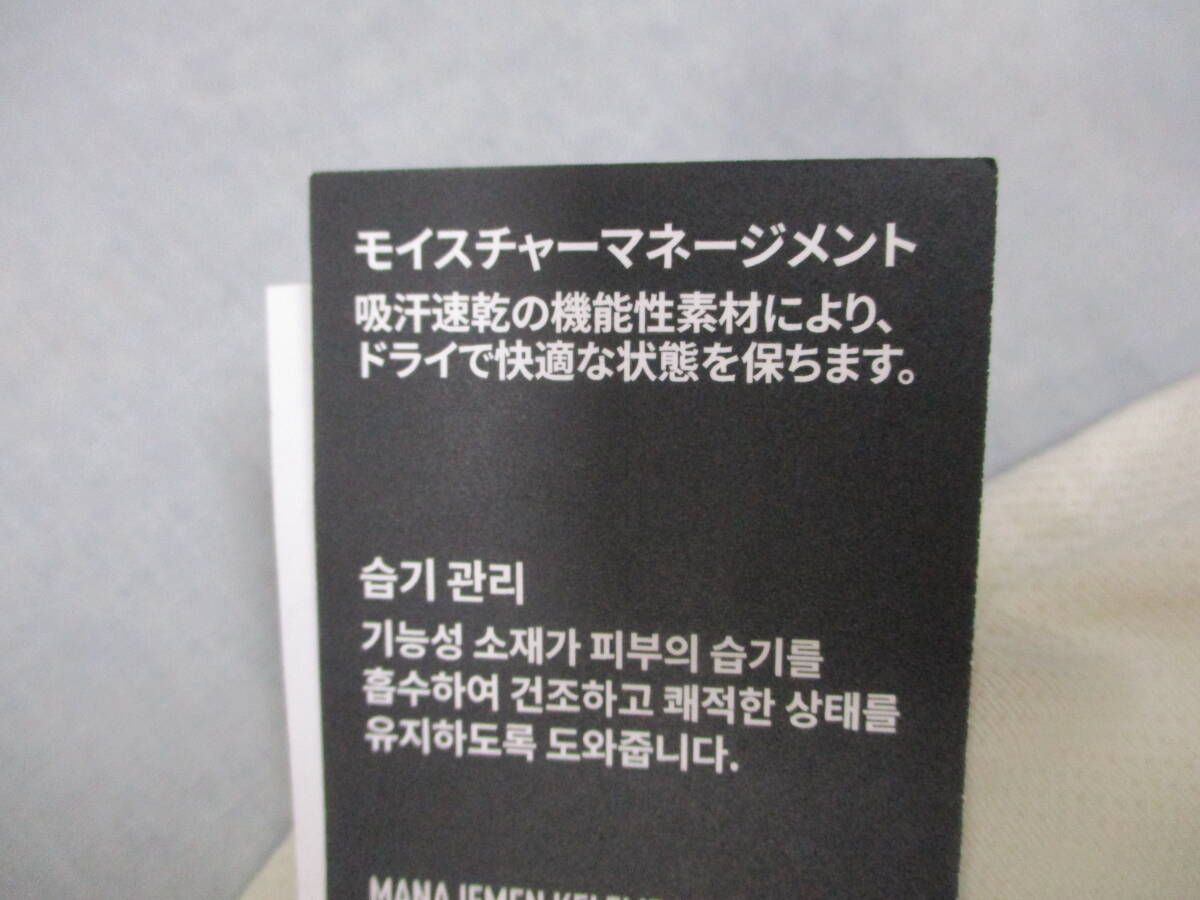 モイスチャーマネージメント
吸汗速乾の機能性素材により、
ドライで快適な状態を保ちます。
습기 관리
기능성 소재가 피부의 습기를
흡수하여 건조하고 쾌적한 상태를
유지하도록 도와줍니다.
MANAJEMEN